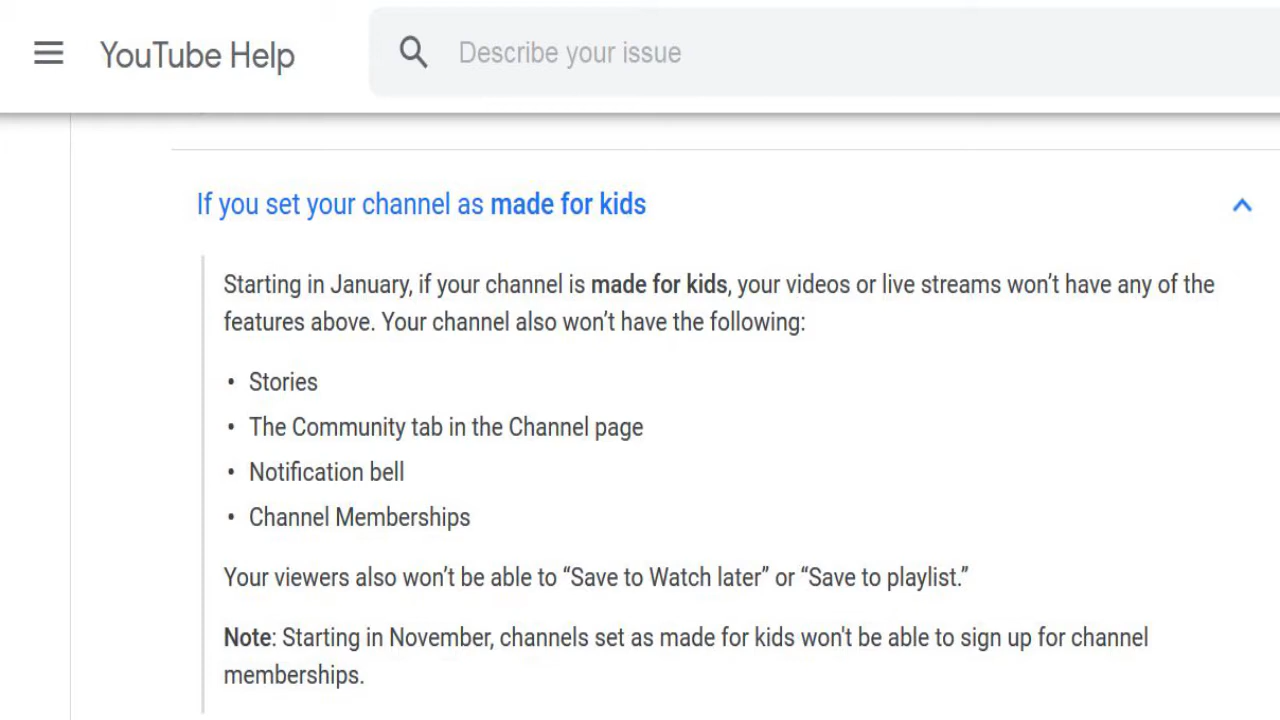 YouTube Help
Describe your issue
If you set your channel as made for kids
Starting in January, if your channel is made for kids, your videos or live streams won’t have any of the
features above. Your channel also won’t have the following:
• Stories
• The Community tab in the Channel page
• Notification bell
• Channel Memberships
Your viewers also won’t be able to “Save to Watch later” or “Save to playlist.”
Note: Starting in November, channels set as made for kids won't be able to sign up for channel
memberships.